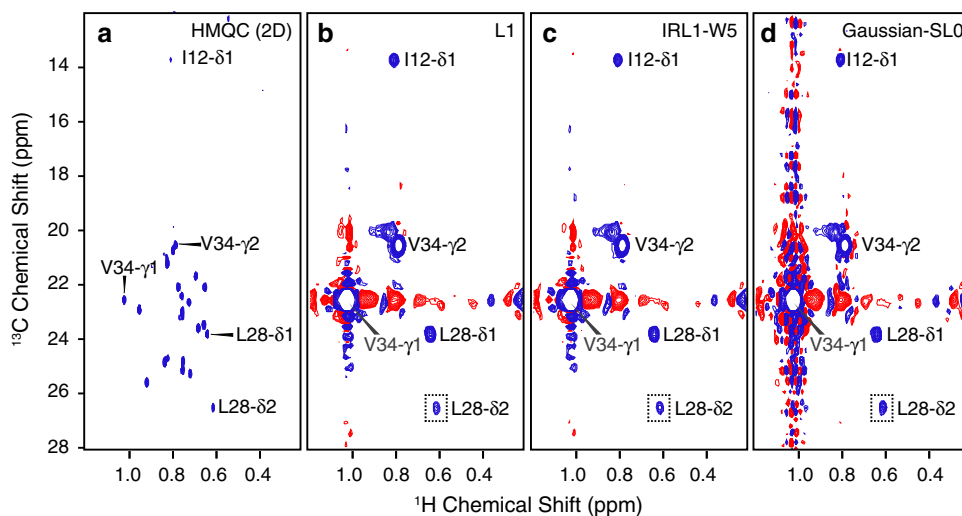 a HMQC (2D)
b L1
c IRL1-W5
d Gaussian-SL0
I12-δ1
I12-δ1
I12-δ1
I12-δ1
14
16
18
20
22
24
26
28
¹³C Chemical Shift (ppm)
V34-γ2
V34-γ1
L28-δ1
L28-δ2
V34-γ2
V34-γ1
L28-δ1
L28-δ2
V34-γ2
V34-γ1
L28-δ1
L28-δ2
V34-γ2
V34-γ1
L28-δ1
L28-δ2
1.0 0.8 0.6 0.4
1.0 0.8 0.6 0.4
1.0 0.8 0.6 0.4
1.0 0.8 0.6 0.4
¹H Chemical Shift (ppm)